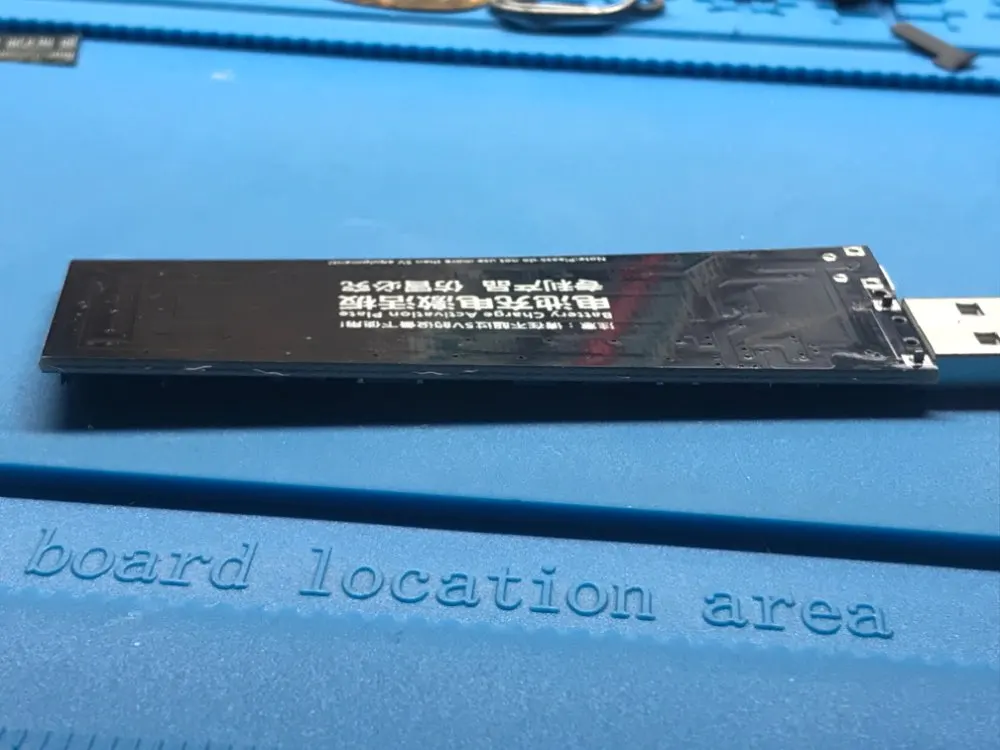 注意：请在不超过5V的设备下使用!
Battery Charge Activation Plate
电池充电激活板
专利产品 仿冒必究
Note:Please do not use more than 5V equipment!
board location area